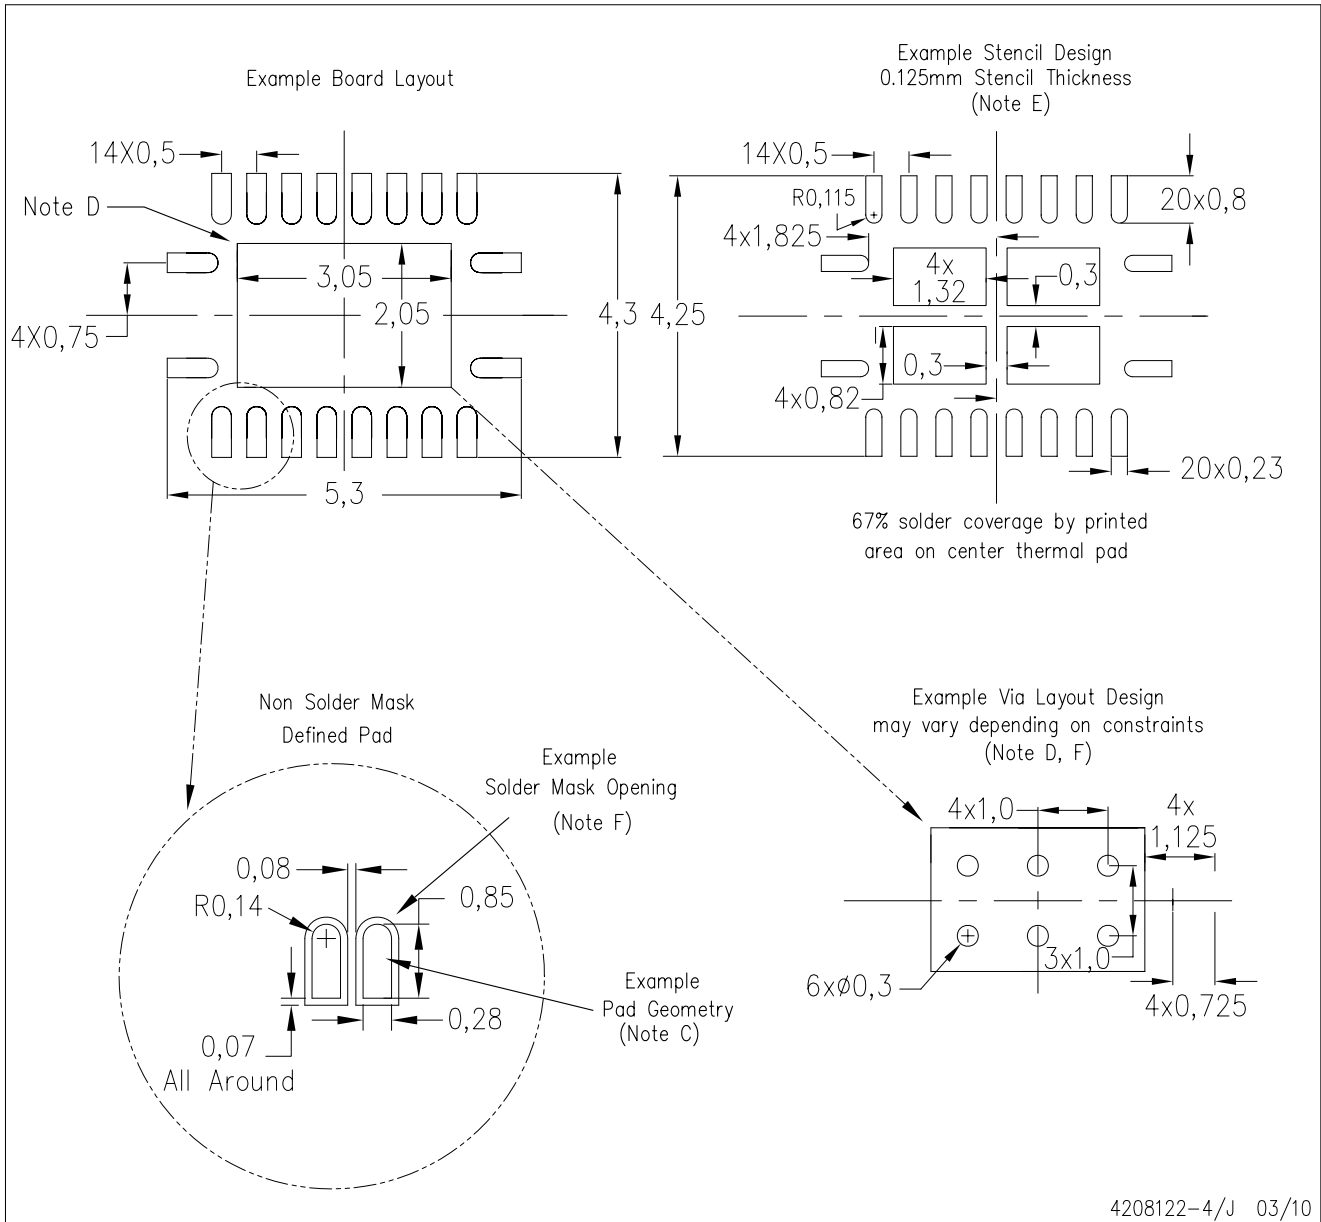 Example Board Layout
14X0,5
Note D
3,05
2,05
4X0,75
4,3
5,3
Example Stencil Design
0.125mm Stencil Thickness
(Note E)
14X0,5
R0,115
20x0,8
4x1,825
4x
1,32
0,3
4,25
0,3
4x0,82
20x0,23
67% solder coverage by printed
area on center thermal pad
Non Solder Mask
Defined Pad
Example
Solder Mask Opening
(Note F)
0,08
R0,14
0,85
0,28
0,07
All Around
Example
Pad Geometry
(Note C)
Example Via Layout Design
may vary depending on constraints
(Note D, F)
4x1,0
4x
1,125
3x1,0
6xø0,3
4x0,725
4208122-4/J 03/10